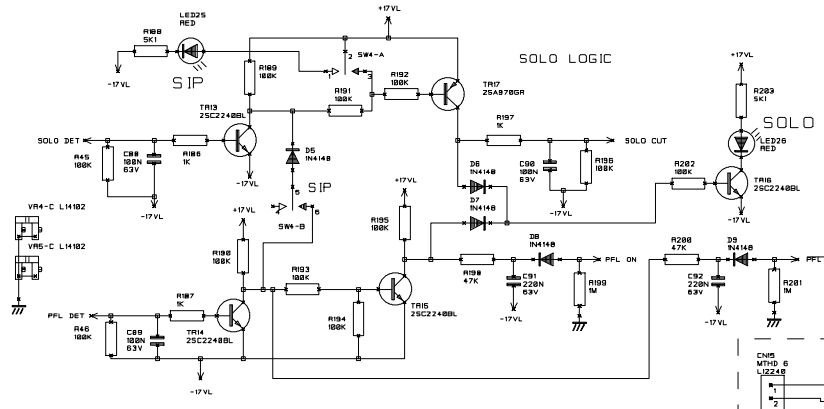 LED25
RED
R188
5K1
-17VL
SIP
+17VL
SW4-A
2
1
3
R189
100K
R191
100K
R192
100K
TR17
2SA970GR
SOLO LOGIC
+17VL
R203
5K1
SOLO
LED26
RED
TR13
2SC2240BL
SOLO DET
R45
100K
C88
100N
63V
R186
1K
-17VL
-17VL
D5
1N4148
SIP
5
4
6
SW4-B
R197
1K
SOLO CUT
C90
100N
63V
R196
100K
-17VL
D6
1N4148
D7
1N4148
R202
100K
TR16
2SC2240BL
-17VL
VR4-C L14102
VR5-C L14102
+17VL
R190
100K
+17VL
R195
100K
R193
100K
R194
100K
TR15
2SC2240BL
R198
47K
D8
1N4148
PFL ON
C91
220N
63V
R199
1M
-17VL
R200
47K
D9
1N4148
PFL
C92
220N
63V
R201
1M
-17VL
PFL DET
R46
100K
C89
100N
63V
R187
1K
TR14
2SC2240BL
-17VL
CN15
MTHD 6
L12240
1
2